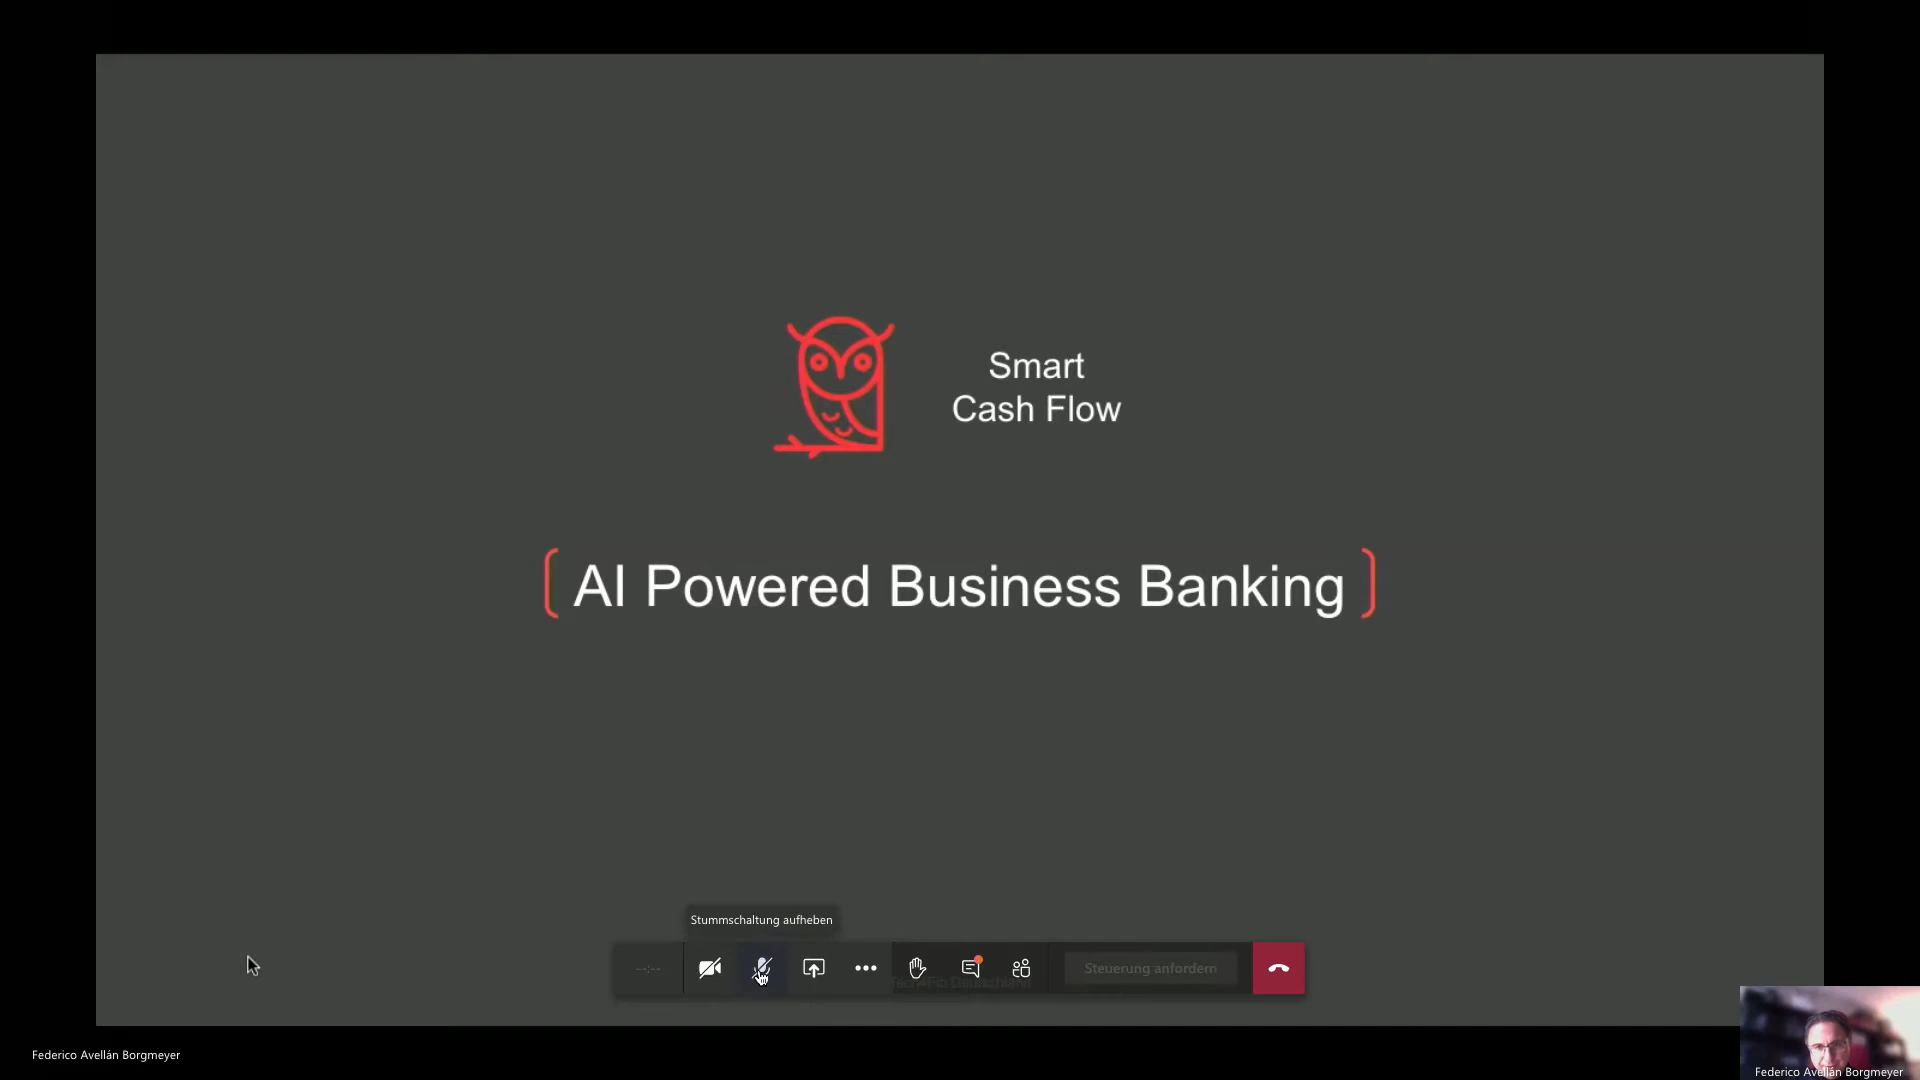 Smart
Cash Flow
AI Powered Business Banking
Stummschaltung aufheben
--:--
Steuerung anfordern
Federico Avellán Borgmeyer
Federico Avellán Borgmeyer